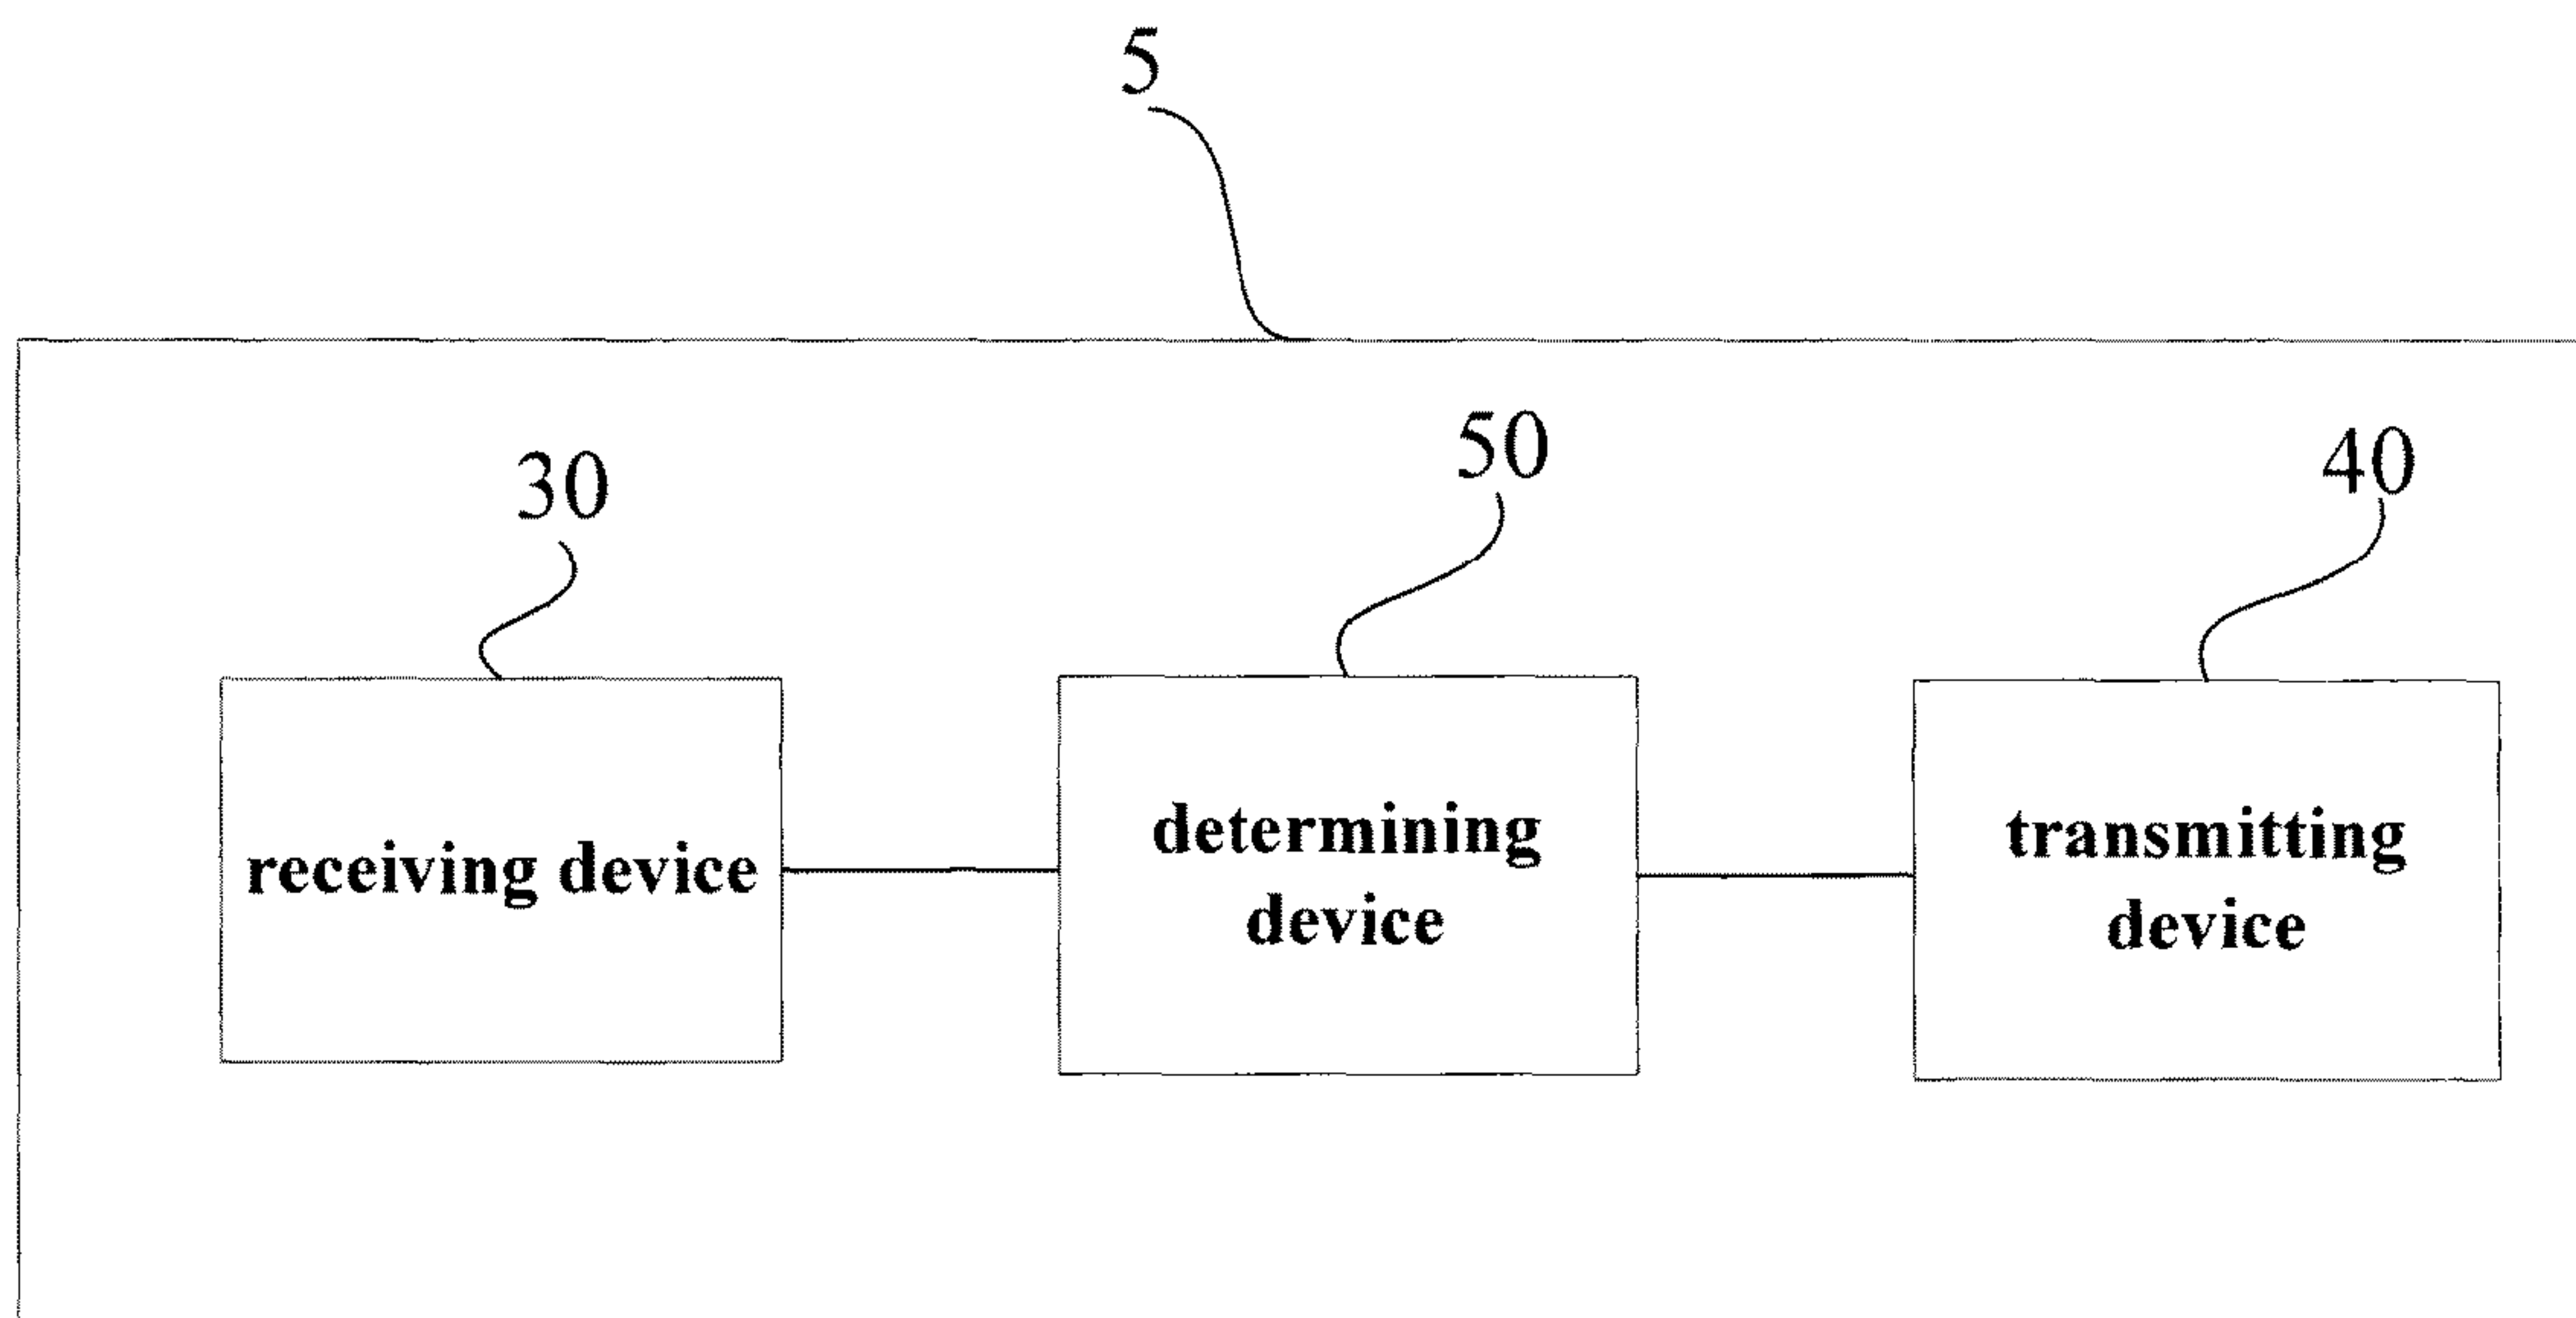 5
30
50
40
receiving device
determining
device
transmitting
device